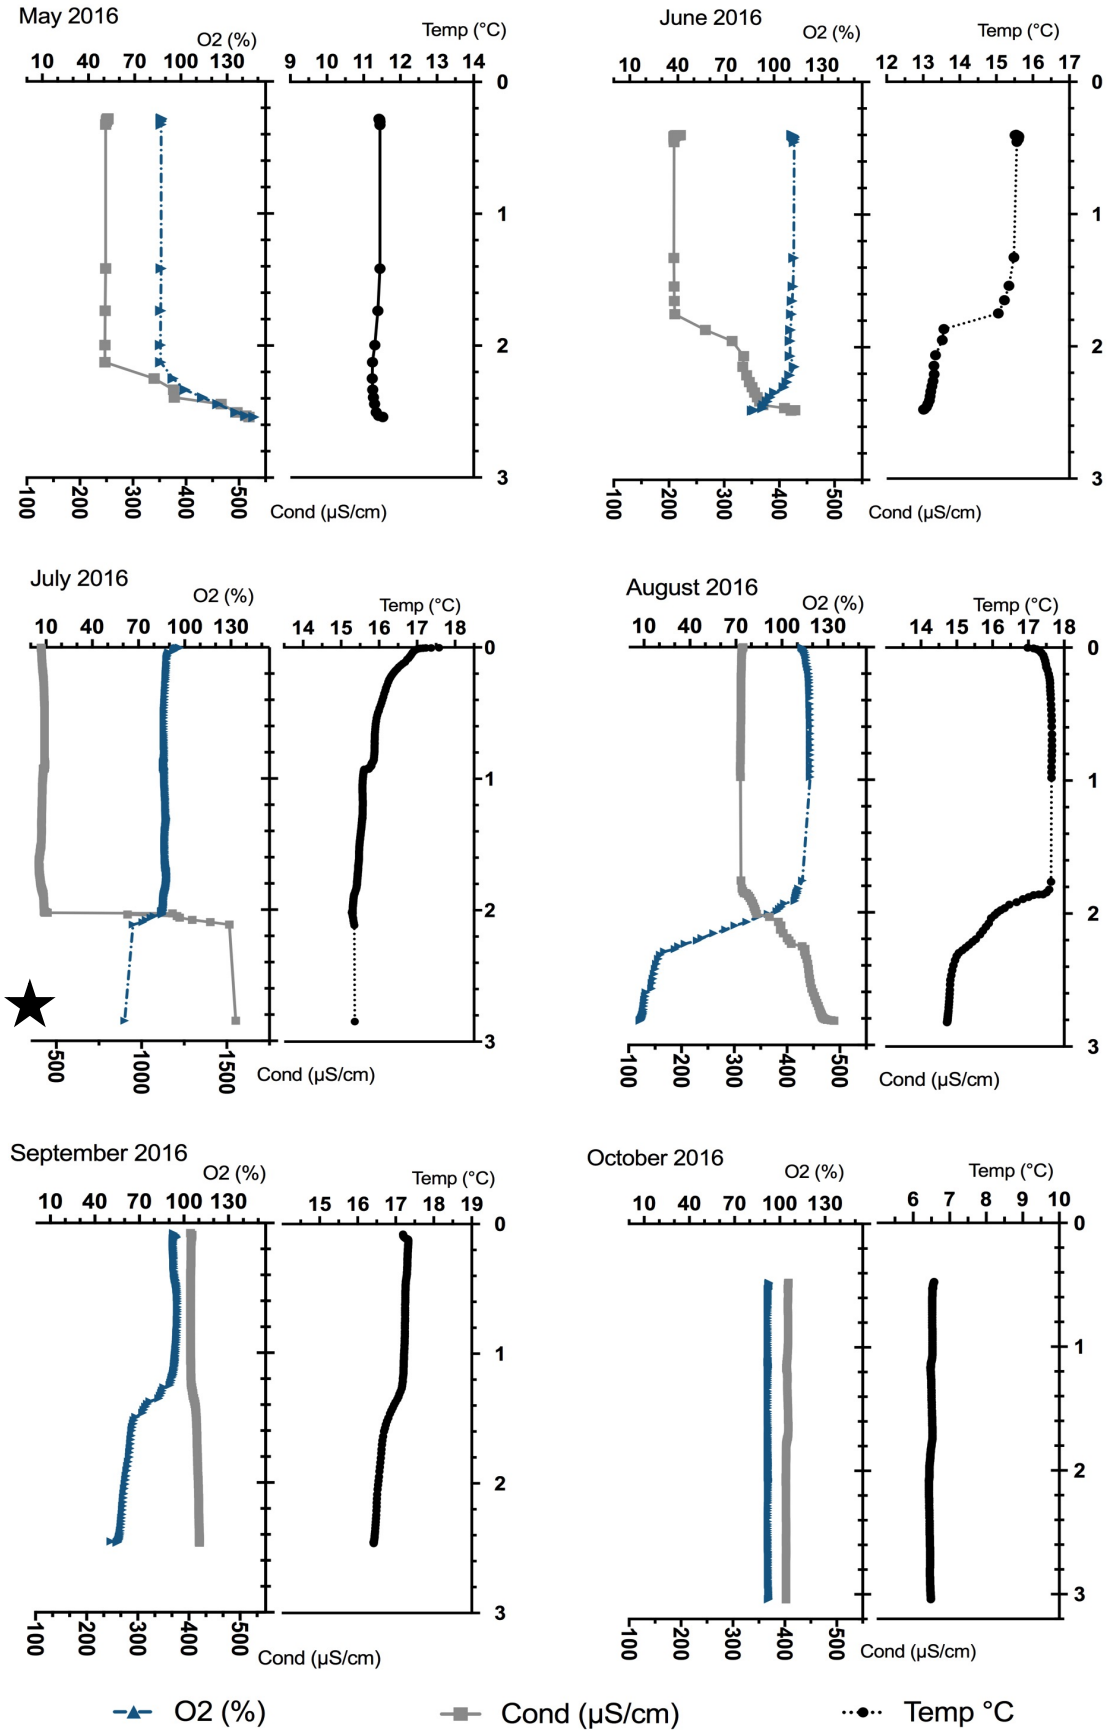 May 2016
O2 (%)
Temp (°C)
10 40 70 100 130
9 10 11 12 13 14
0
1
2
3
100 200 300 400 500
Cond (µS/cm)
June 2016
O2 (%)
Temp (°C)
10 40 70 100 130
12 13 14 15 16 17
0
1
2
3
100 200 300 400 500
Cond (µS/cm)
July 2016
O2 (%)
Temp (°C)
10 40 70 100 130
14 15 16 17 18
0
1
2
3
500 1000 1500
Cond (µS/cm)
August 2016
O2 (%)
Temp (°C)
10 40 70 100 130
14 15 16 17 18
0
1
2
3
100 200 300 400 500
Cond (µS/cm)
September 2016
O2 (%)
Temp (°C)
10 40 70 100 130
15 16 17 18 19
0
1
2
3
100 200 300 400 500
Cond (µS/cm)
October 2016
O2 (%)
Temp (°C)
10 40 70 100 130
6 7 8 9 10
0
1
2
3
100 200 300 400 500
Cond (µS/cm)
O2 (%)
Cond (µS/cm)
Temp °C